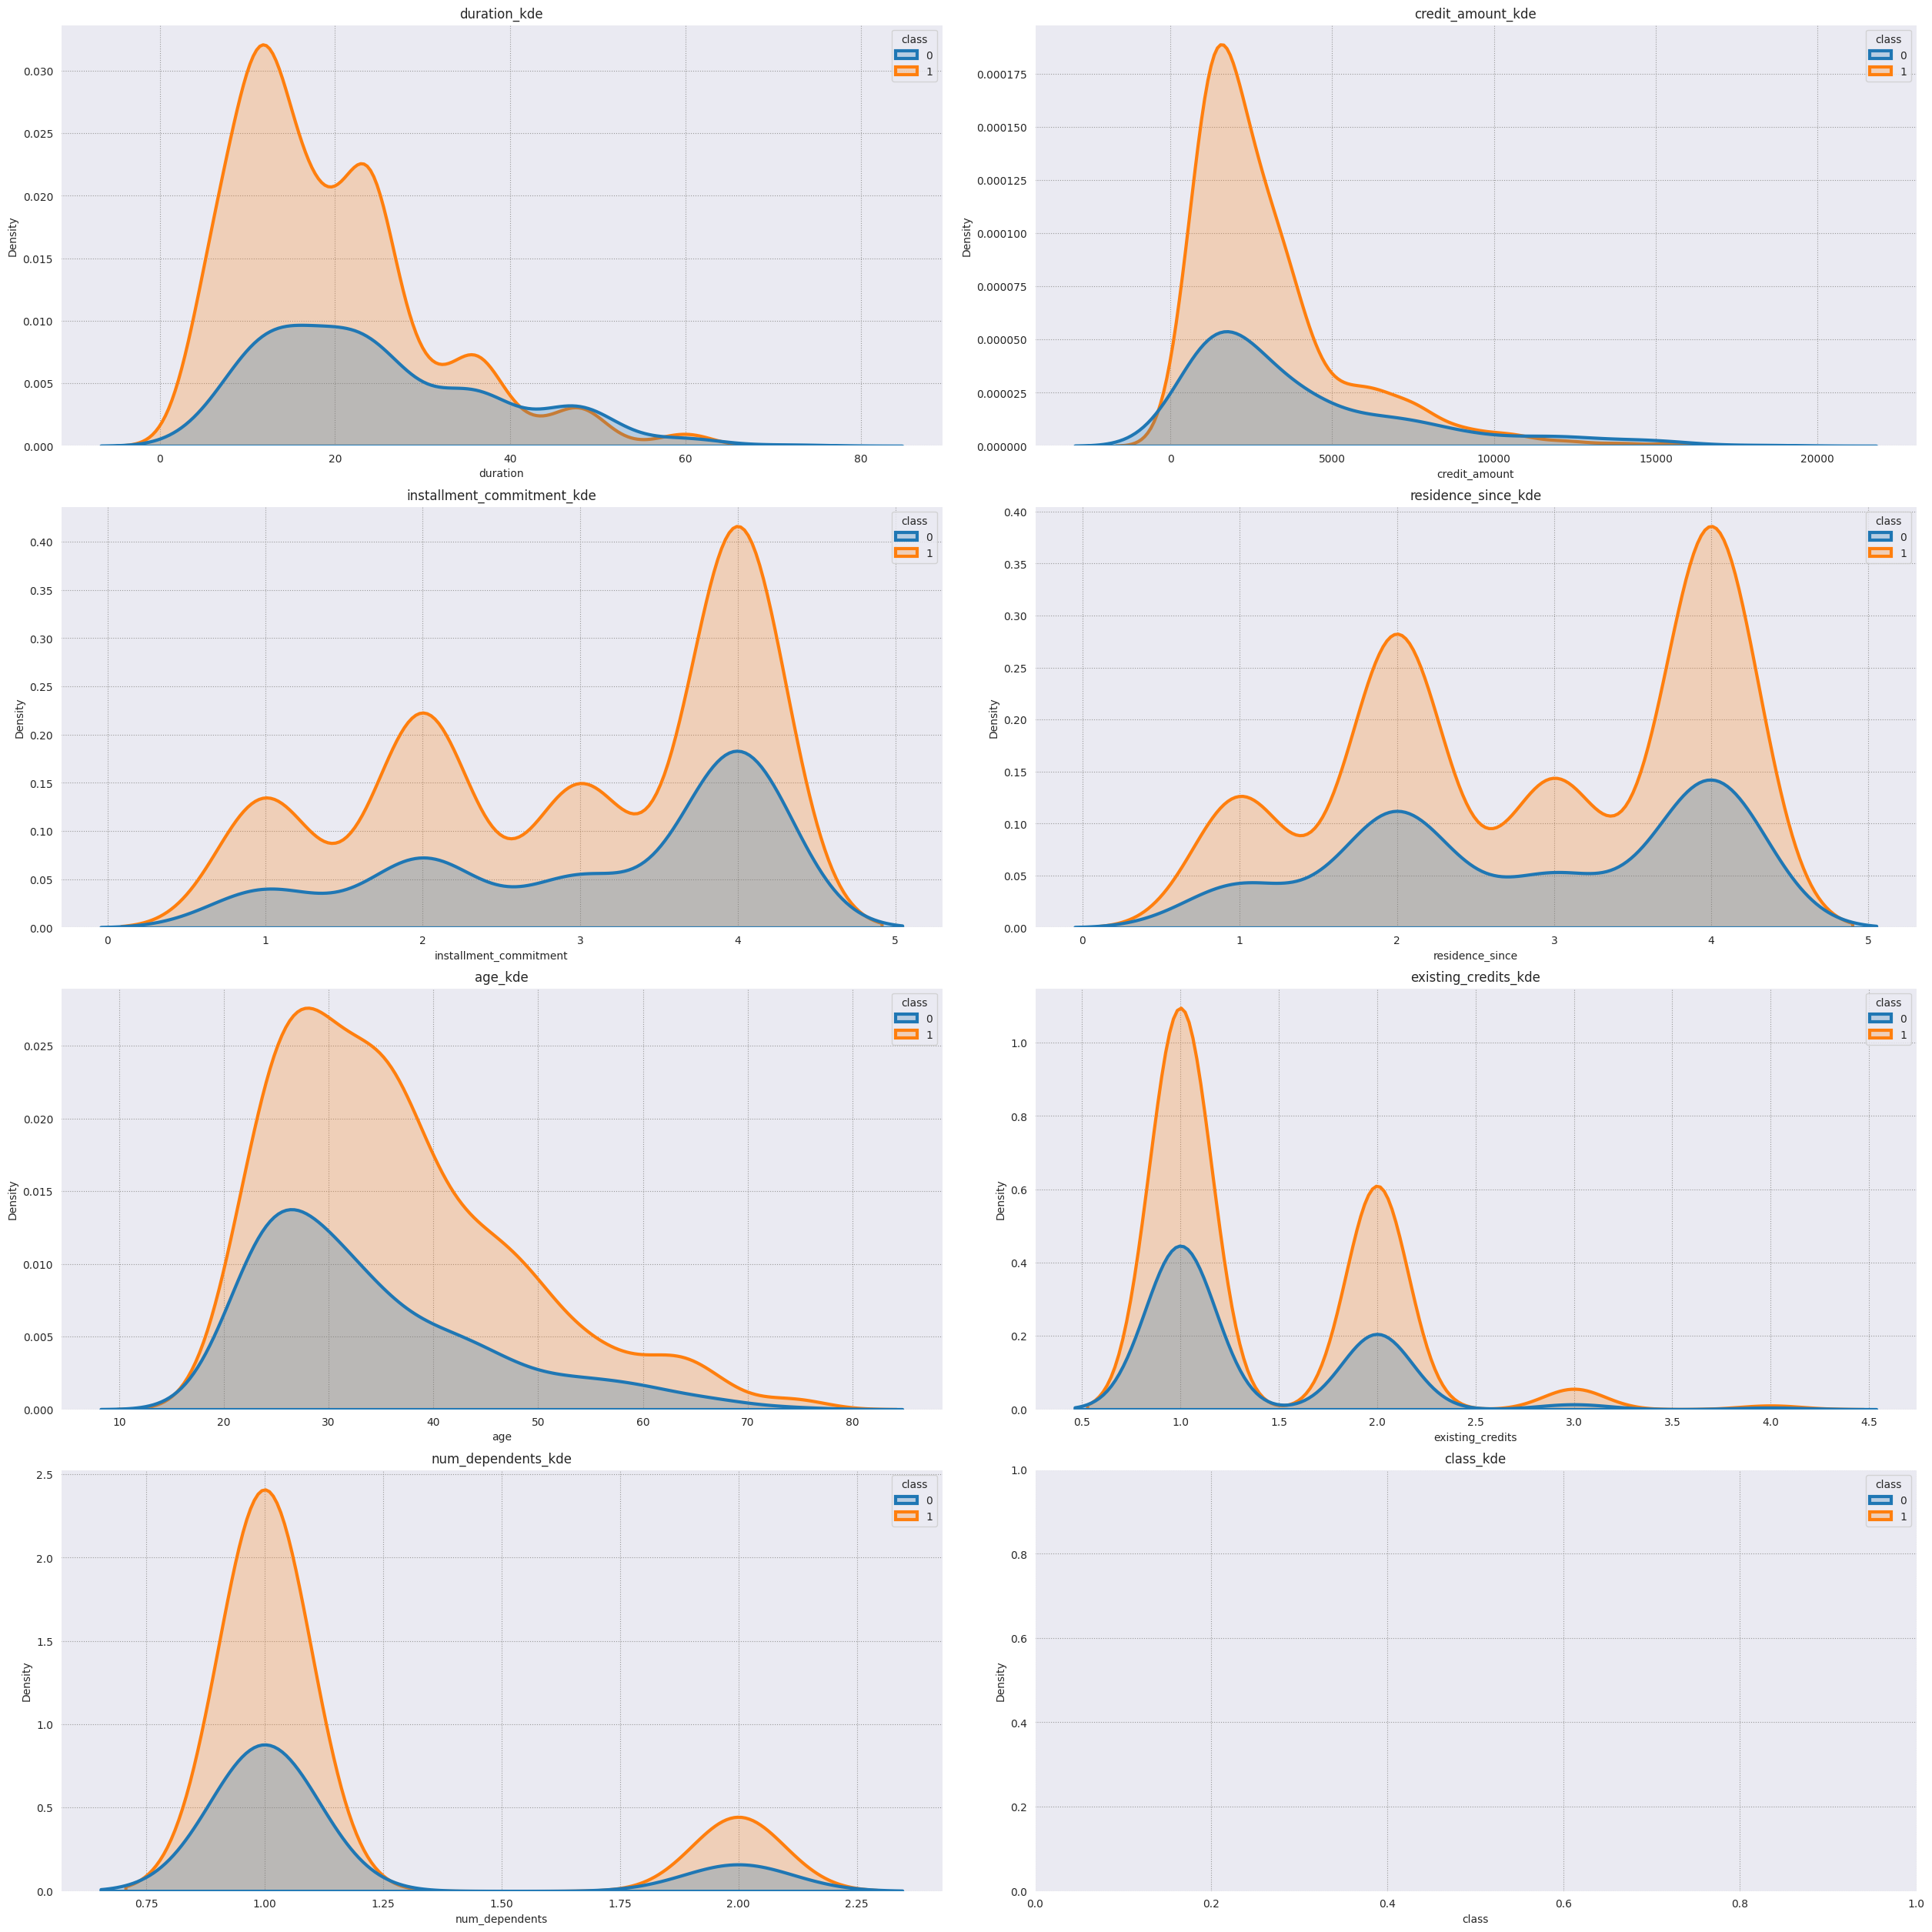 duration_kde
class
0
1
0.030
0.025
0.020
0.015
0.010
0.005
0.000
Density
0 20 40 60 80
duration
credit_amount_kde
class
0
1
0.000175
0.000150
0.000125
0.000100
0.000075
0.000050
0.000025
0.000000
Density
0 5000 10000 15000 20000
credit_amount
installment_commitment_kde
class
0
1
0.40
0.35
0.30
0.25
0.20
0.15
0.10
0.05
0.00
Density
0 1 2 3 4 5
installment_commitment
residence_since_kde
class
0
1
0.40
0.35
0.30
0.25
0.20
0.15
0.10
0.05
0.00
Density
0 1 2 3 4 5
residence_since
age_kde
class
0
1
0.025
0.020
0.015
0.010
0.005
0.000
Density
10 20 30 40 50 60 70 80
age
existing_credits_kde
class
0
1
1.0
0.8
0.6
0.4
0.2
0.0
Density
0.5 1.0 1.5 2.0 2.5 3.0 3.5 4.0 4.5
existing_credits
num_dependents_kde
class
0
1
2.5
2.0
1.5
1.0
0.5
0.0
Density
0.75 1.00 1.25 1.50 1.75 2.00 2.25
num_dependents
class_kde
class
0
1
1.0
0.8
0.6
0.4
0.2
0.0
Density
0.0 0.2 0.4 0.6 0.8 1.0
class